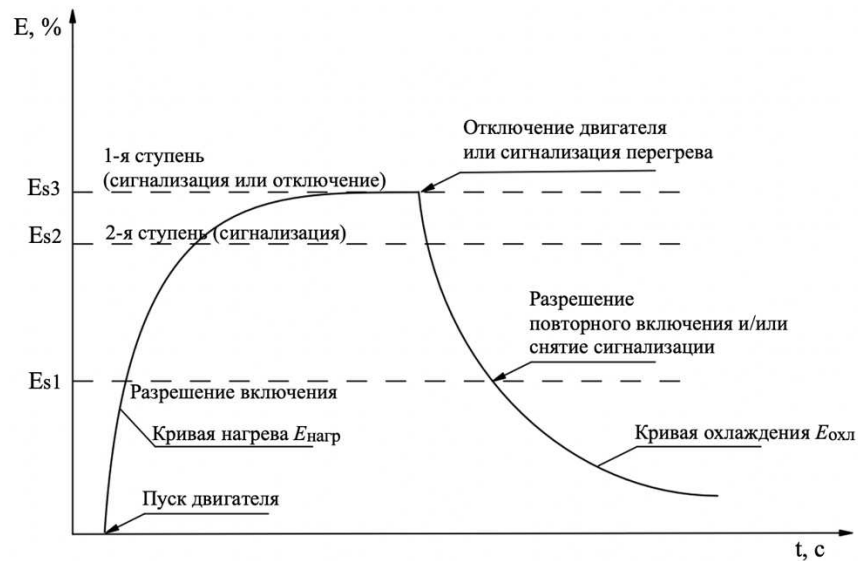 E, %
Отключение двигателя
или сигнализация перегрева
1-я ступень
(сигнализация или отключение)
Es3
Es2
2-я ступень (сигнализация)
Разрешение
повторного включения и/или
снятие сигнализации
Es1
Разрешение включения
Кривая нагрева Eнагр
Кривая охлаждения Eохл
Пуск двигателя
t, с